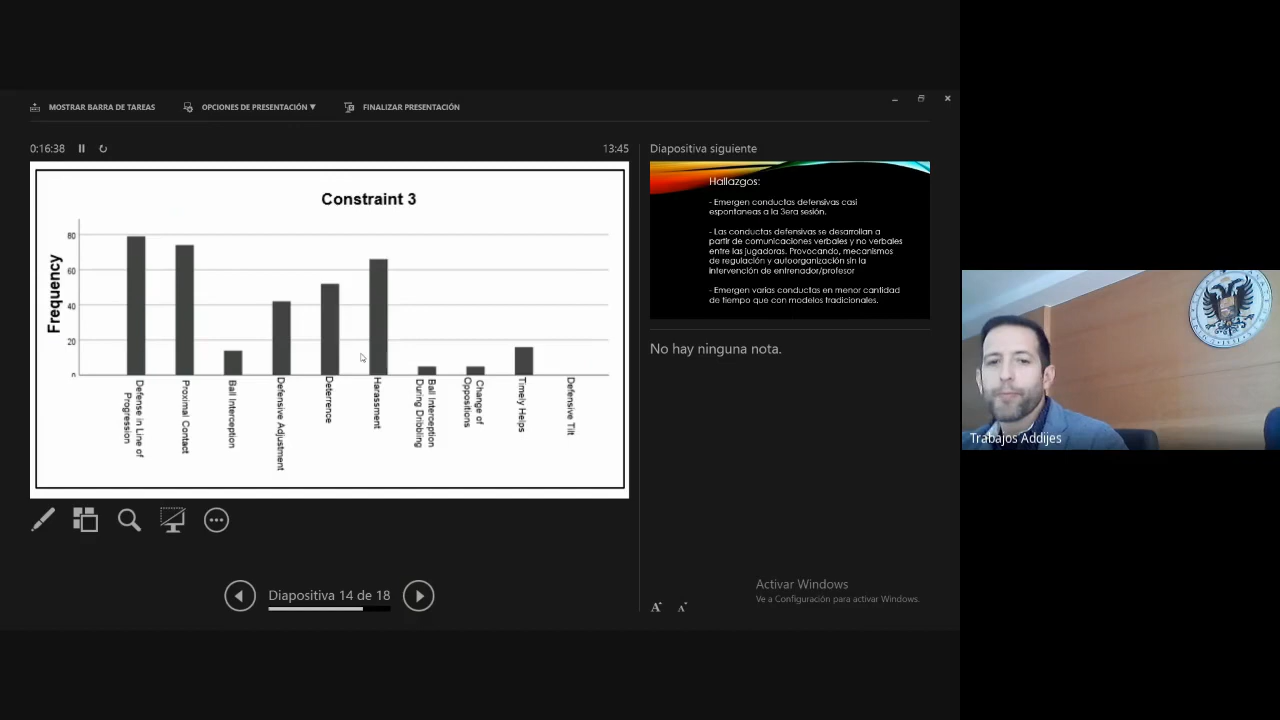 MOSTRAR BARRA DE TAREAS
OPCIONES DE PRESENTACIÓN ▼
FINALIZAR PRESENTACIÓN
0:16:38
13:45
Constraint 3
Frequency
80
60
40
20
0
Defense in Line of
Progression
Proximal Contact
Ball Interception
Defensive Adjustment
Deterrence
Harassment
Ball Interception
During Dribbling
Change of
Oppositions
Timely Helps
Defensive Tilt
Diapositiva 14 de 18
Diapositiva siguiente
Hallazgos:
- Emergen conductas defensivas casi
espontaneas a la 3era sesión.
- Las conductas defensivas se desarrollan a
partir de comunicaciones verbales y no verbales
entre las jugadoras. Provocando, mecanismos
de regulación y autoorganización sin la
intervención de entrenador/profesor
- Emergen varias conductas en menor cantidad
de tiempo que con modelos tradicionales.
No hay ninguna nota.
Activar Windows
Ve a Configuración para activar Windows.
A A
Trabajos Addijes